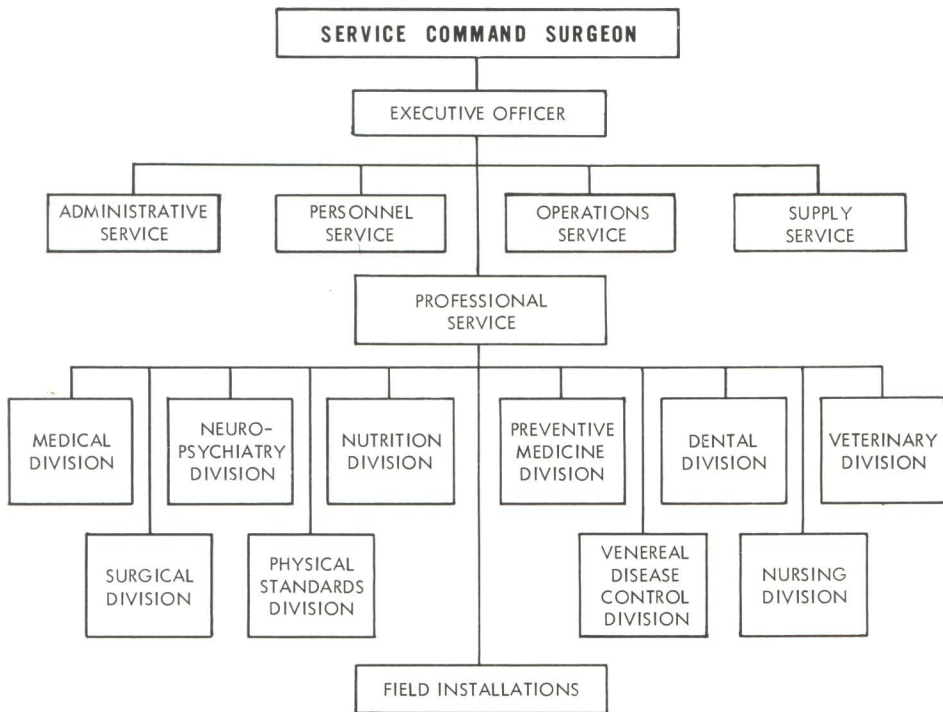 SERVICE COMMAND SURGEON
EXECUTIVE OFFICER
ADMINISTRATIVE
SERVICE
PERSONNEL
SERVICE
OPERATIONS
SERVICE
SUPPLY
SERVICE
PROFESSIONAL
SERVICE
MEDICAL
DIVISION
NEURO-
PSYCHIATRY
DIVISION
NUTRITION
DIVISION
PREVENTIVE
MEDICINE
DIVISION
DENTAL
DIVISION
VETERINARY
DIVISION
SURGICAL
DIVISION
PHYSICAL
STANDARDS
DIVISION
VENEREAL
DISEASE
CONTROL
DIVISION
NURSING
DIVISION
FIELD INSTALLATIONS